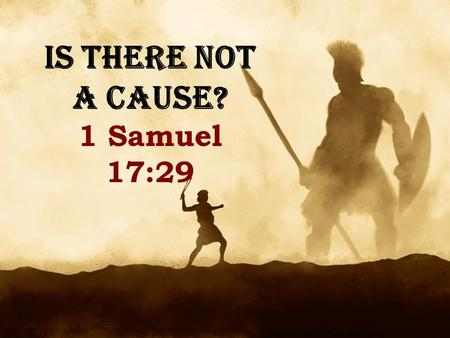 IS THERE NOT
A CAUSE?
1 Samuel
17:29